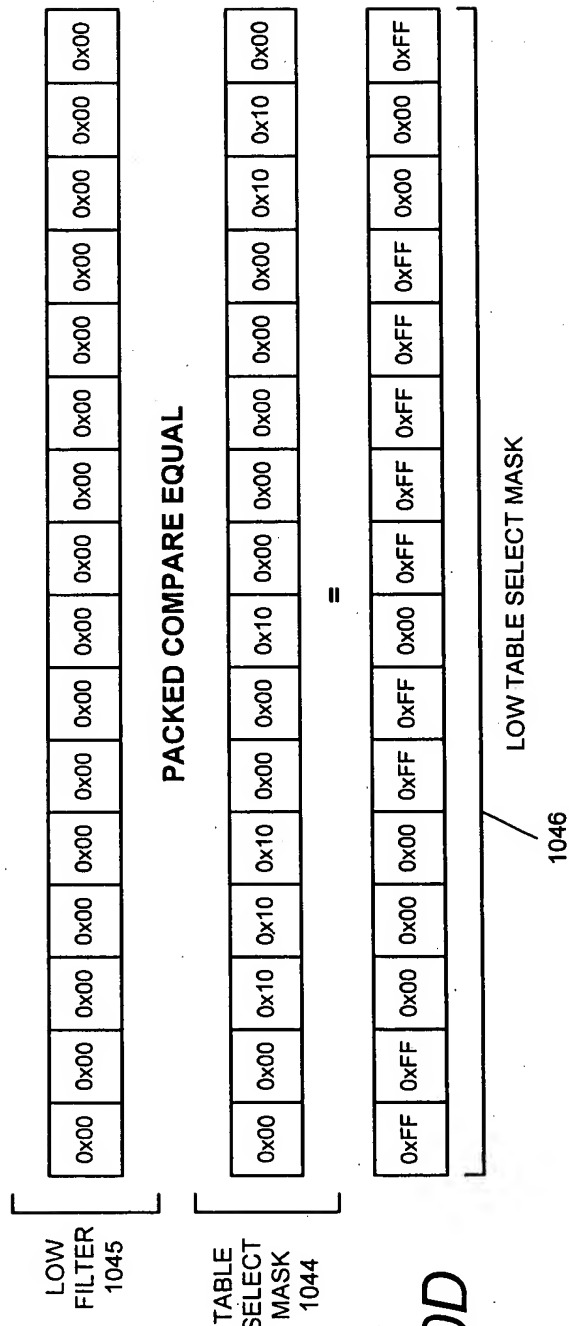 LOW
FILTER
1045
0x00 0x00 0x00 0x00 0x00 0x00 0x00 0x00 0x00 0x00 0x00 0x00 0x00 0x00 0x00 0x00
PACKED COMPARE EQUAL
TABLE
SELECT
MASK
1044
0x00 0x00 0x10 0x10 0x10 0x00 0x00 0x10 0x00 0x00 0x00 0x00 0x00 0x10 0x10 0x00
=
0xFF 0xFF 0x00 0x00 0x00 0xFF 0xFF 0x00 0xFF 0xFF 0xFF 0xFF 0xFF 0x00 0x00 0xFF
LOW TABLE SELECT MASK
1046
0D